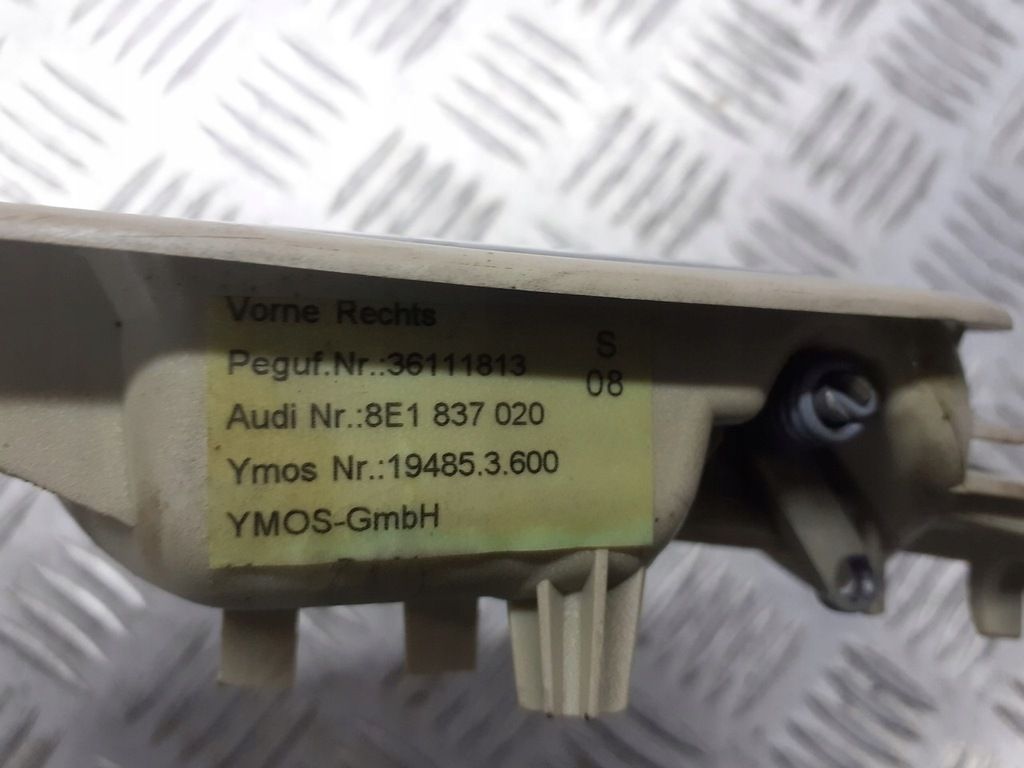 Vorne Rechts
Peguf.Nr.:36111813
Audi Nr.:8E1 837 020
Ymos Nr.:19485.3.600
YMOS-GmbH
S
08